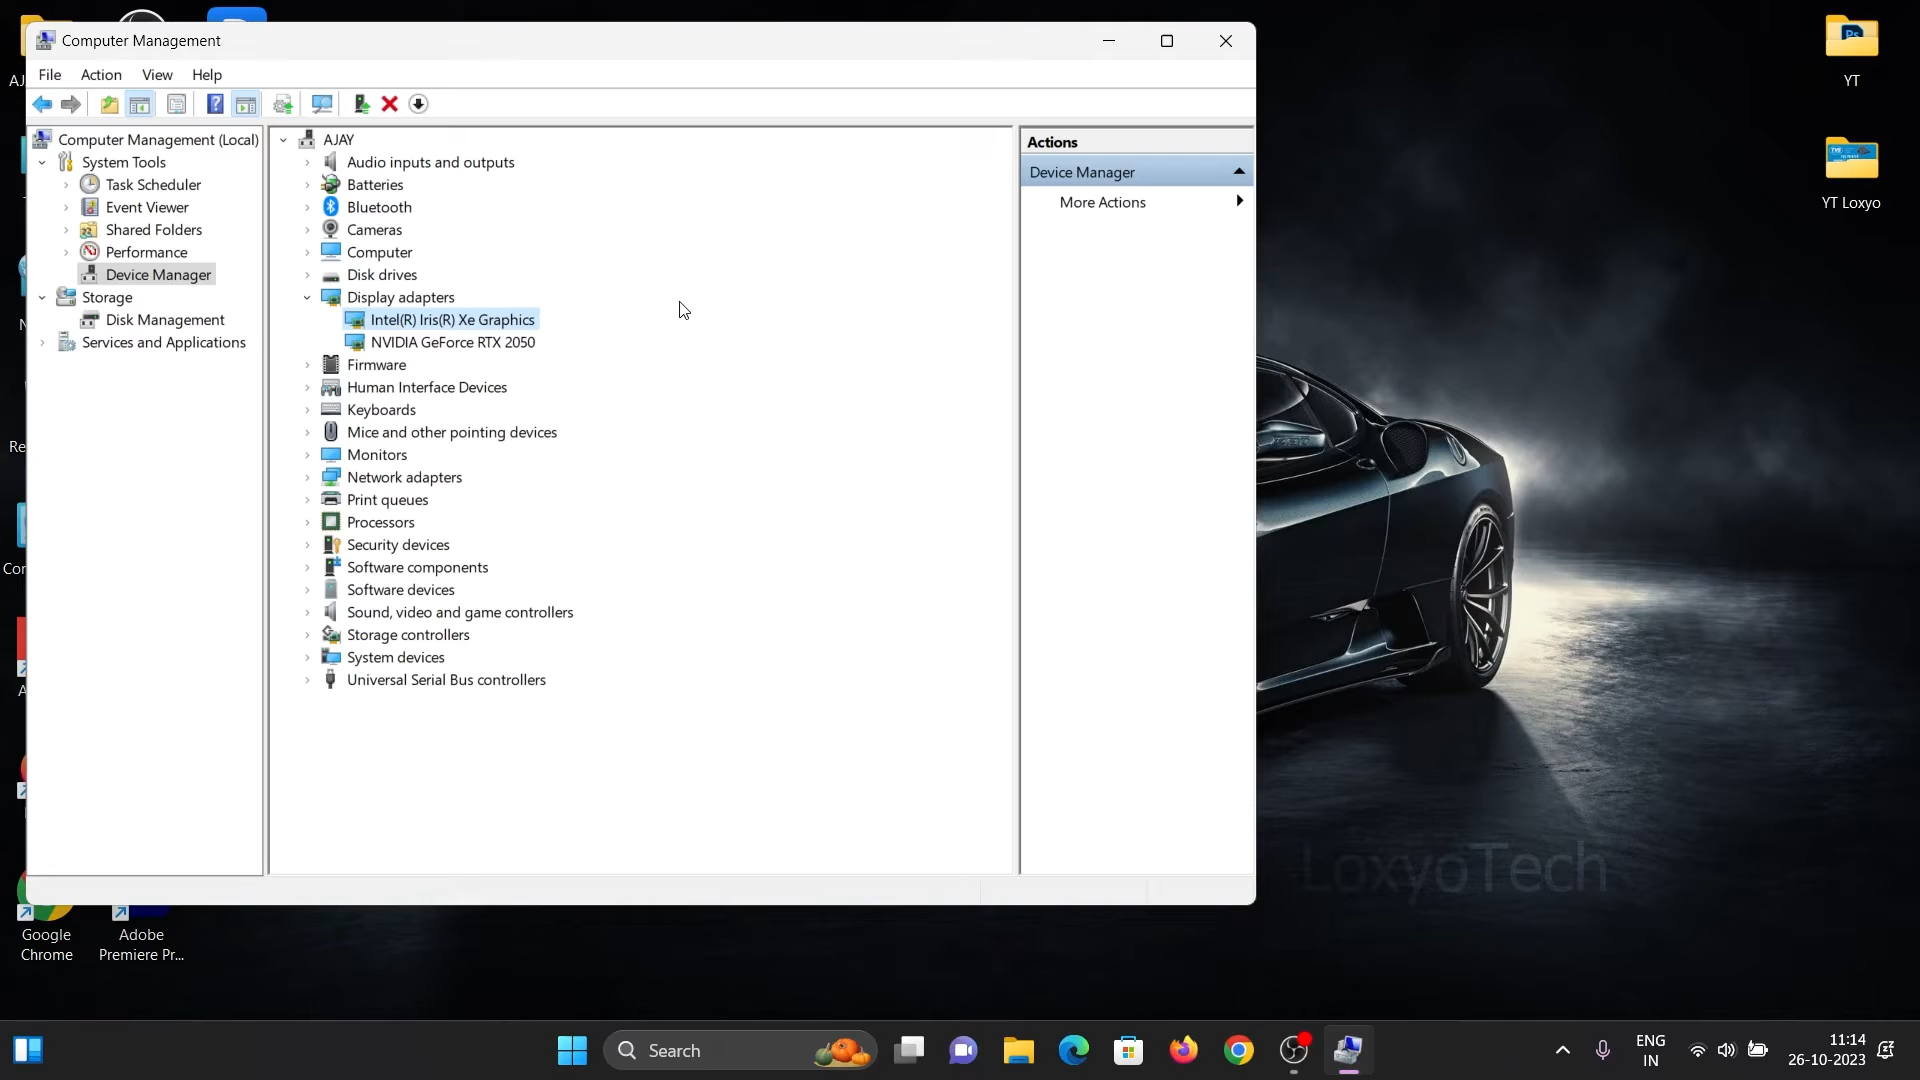 Computer Management
File Action View Help
Computer Management (Local)
System Tools
Task Scheduler
Event Viewer
Shared Folders
Performance
Device Manager
Storage
Disk Management
Services and Applications
AJAY
Audio inputs and outputs
Batteries
Bluetooth
Cameras
Computer
Disk drives
Display adapters
Intel(R) Iris(R) Xe Graphics
NVIDIA GeForce RTX 2050
Firmware
Human Interface Devices
Keyboards
Mice and other pointing devices
Monitors
Network adapters
Print queues
Processors
Security devices
Software components
Software devices
Sound, video and game controllers
Storage controllers
System devices
Universal Serial Bus controllers
Actions
Device Manager
More Actions
Ps
YT
YT Loxyo
LoxyoTech
Google
Chrome
Adobe
Premiere Pr...
Search
ENG
IN
11:14
26-10-2023